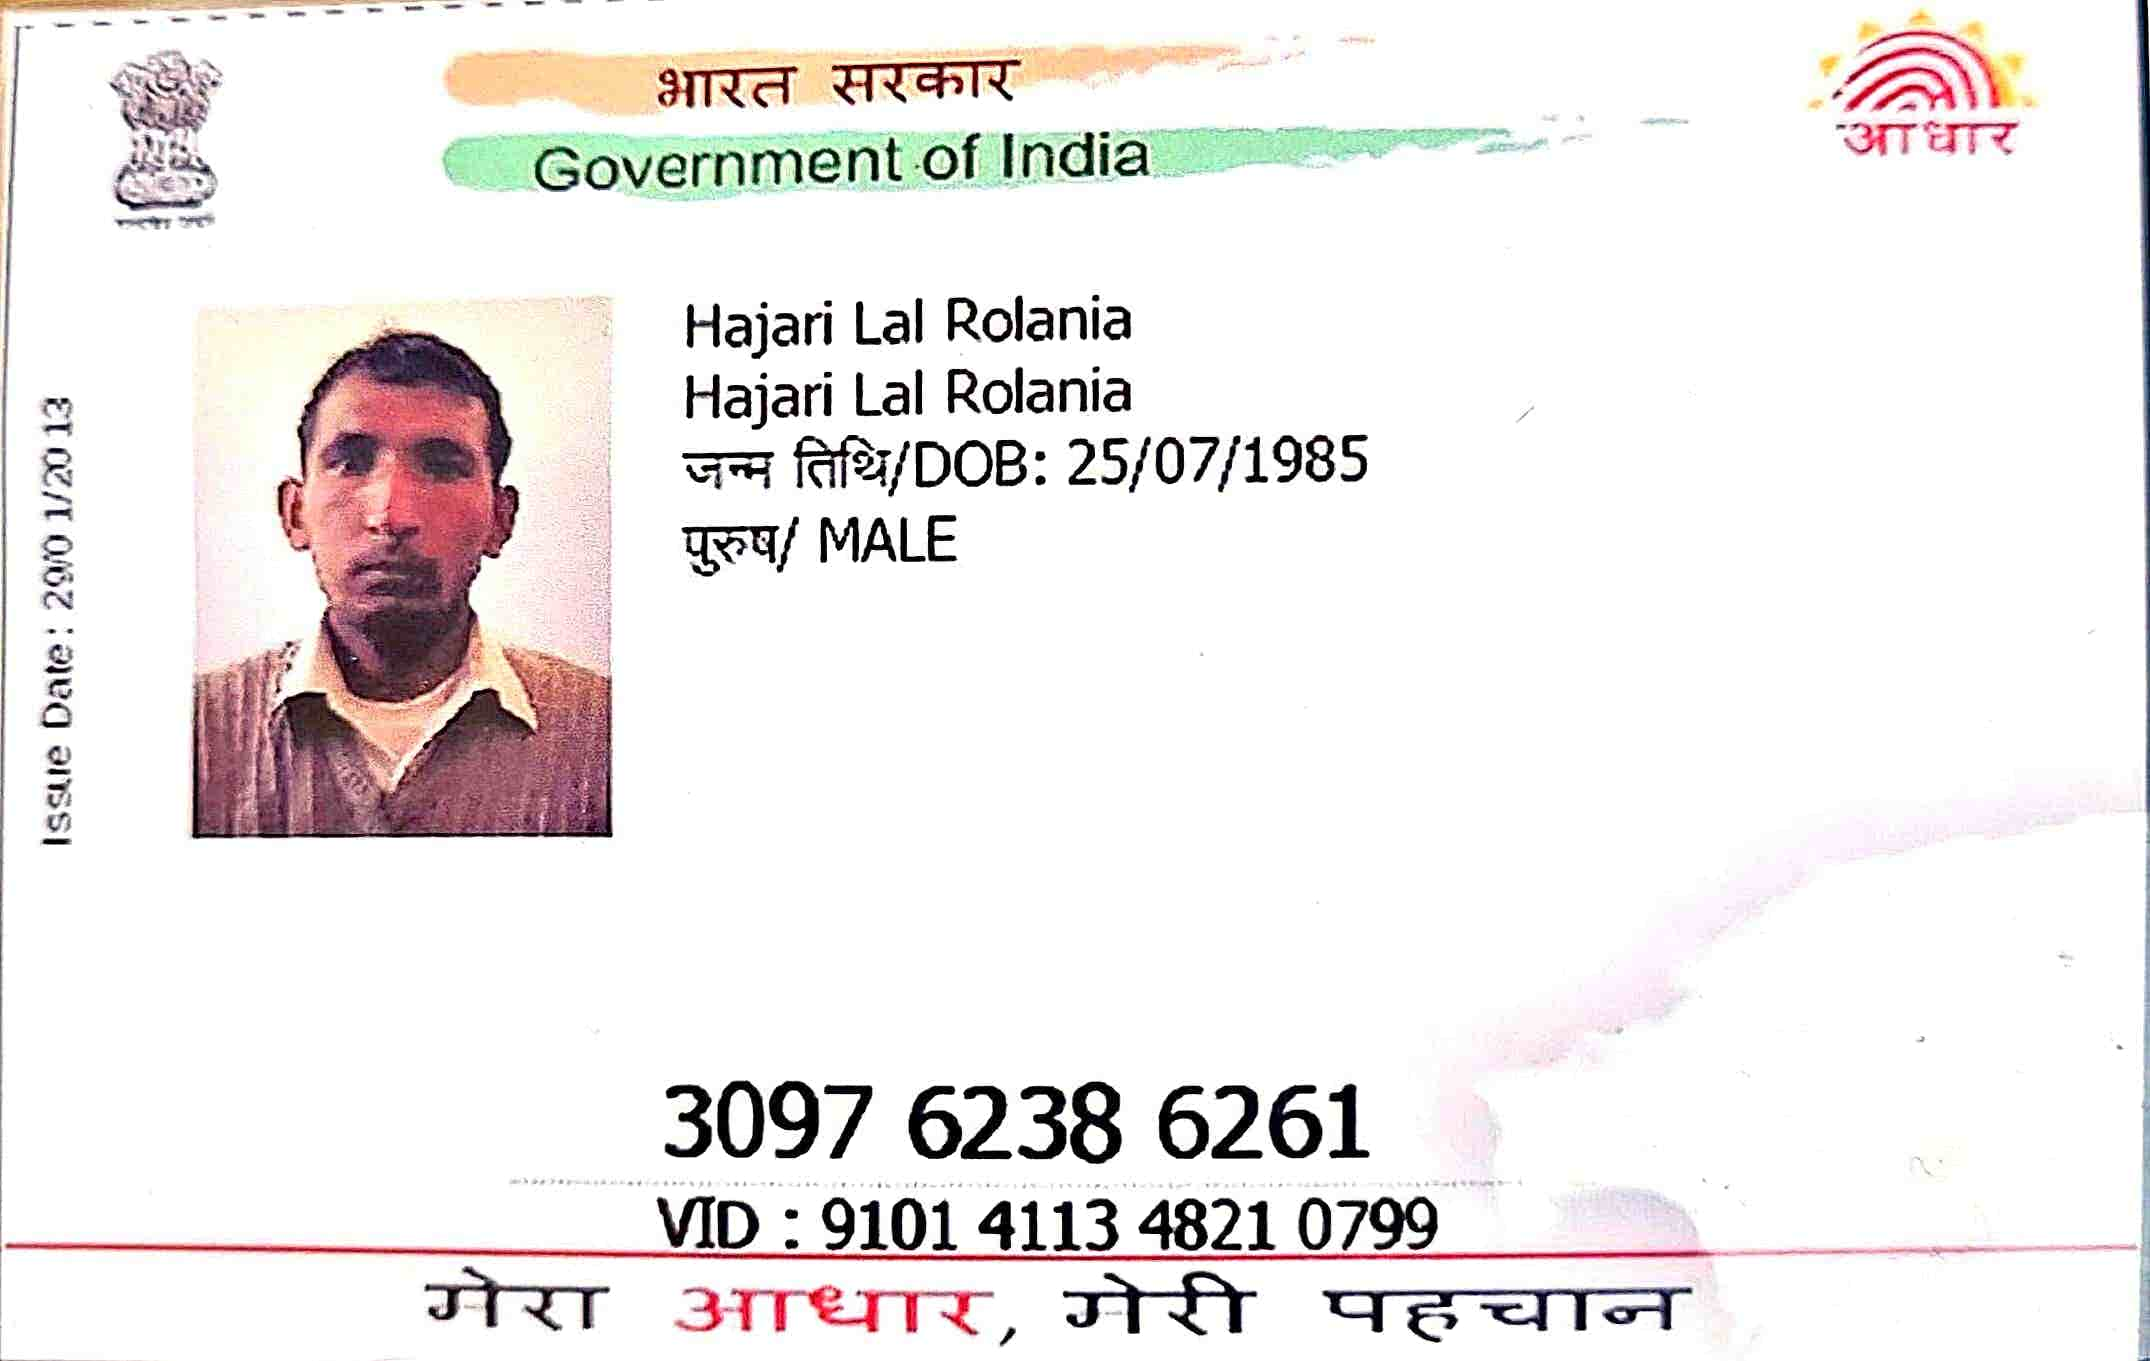 भारत सरकार
Government of India
आधार
Issue Date: 29/01/2013
Hajari Lal Rolania
Hajari Lal Rolania
जन्म तिथि/DOB: 25/07/1985
पुरुष/ MALE
3097 6238 6261
VID : 9101 4113 4821 0799
मेरा आधार, मेरी पहचान